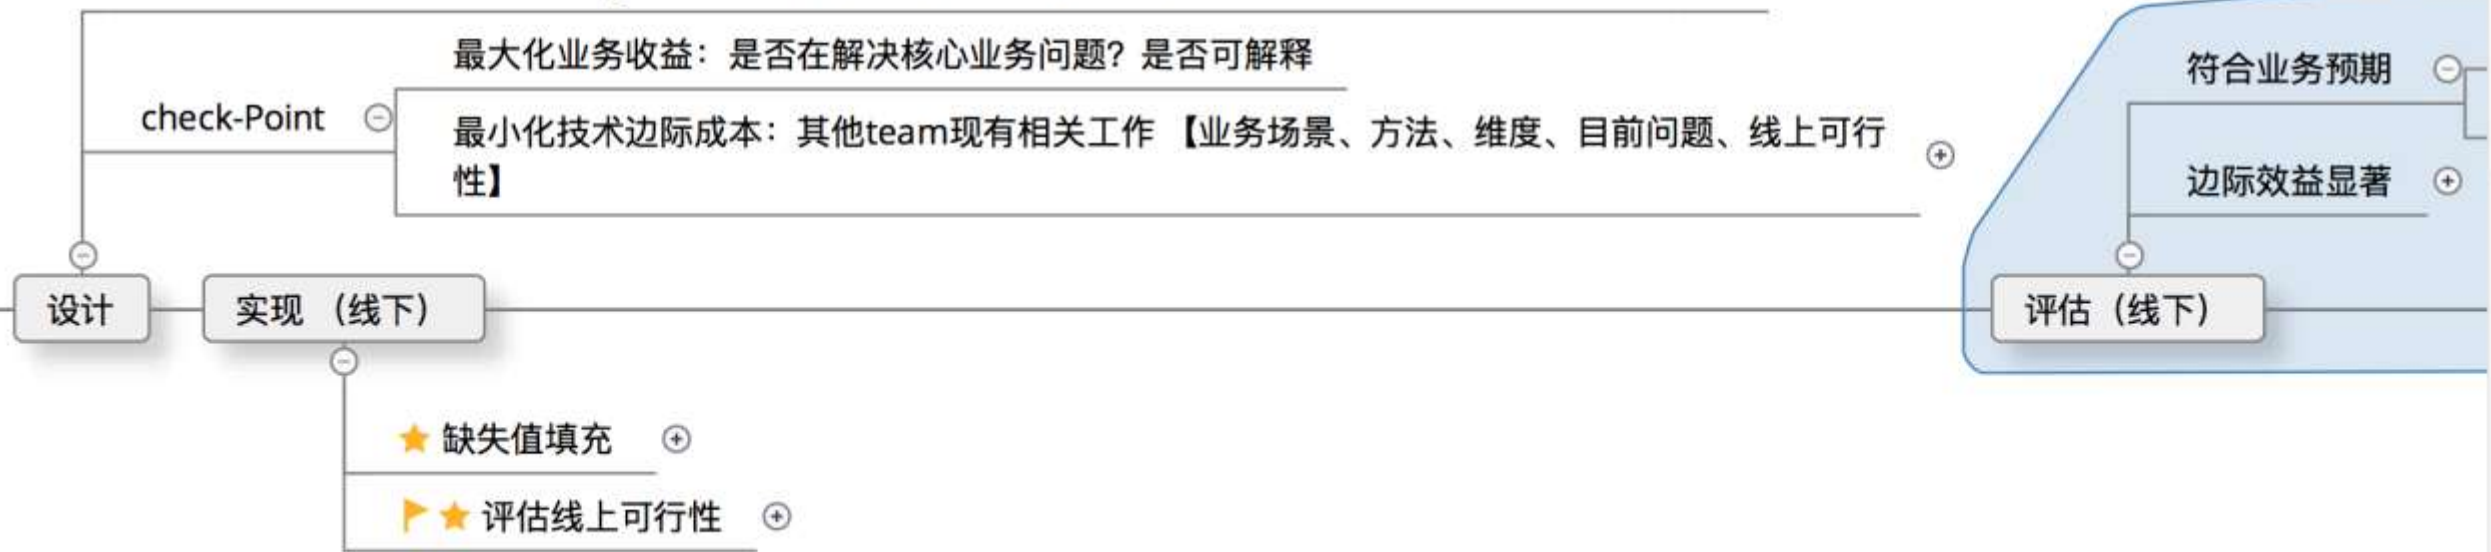 最大化业务收益：是否在解决核心业务问题？是否可解释
check-Point
最小化技术边际成本：其他team现有相关工作 【业务场景、方法、维度、目前问题、线上可行
性】
符合业务预期
边际效益显著
设计
实现 （线下）
评估（线下）
缺失值填充
评估线上可行性